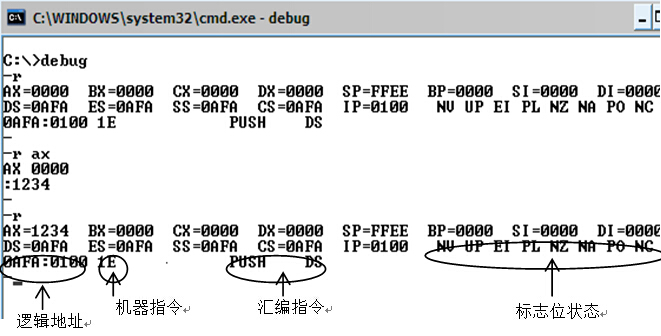 C:\WINDOWS\system32\cmd.exe - debug
C:\>debug
-r
AX=0000 BX=0000 CX=0000 DX=0000 SP=FFEE BP=0000 SI=0000 DI=0000
DS=0AFA ES=0AFA SS=0AFA CS=0AFA IP=0100 NV UP EI PL NZ NA PO NC
0AFA:0100 1E PUSH DS
-
-r ax
AX 0000
:1234
-
-r
AX=1234 BX=0000 CX=0000 DX=0000 SP=FFEE BP=0000 SI=0000 DI=0000
DS=0AFA ES=0AFA SS=0AFA CS=0AFA IP=0100 NV UP EI PL NZ NA PO NC
0AFA:0100 1E PUSH DS
-
逻辑地址 机器指令 汇编指令 标志位状态